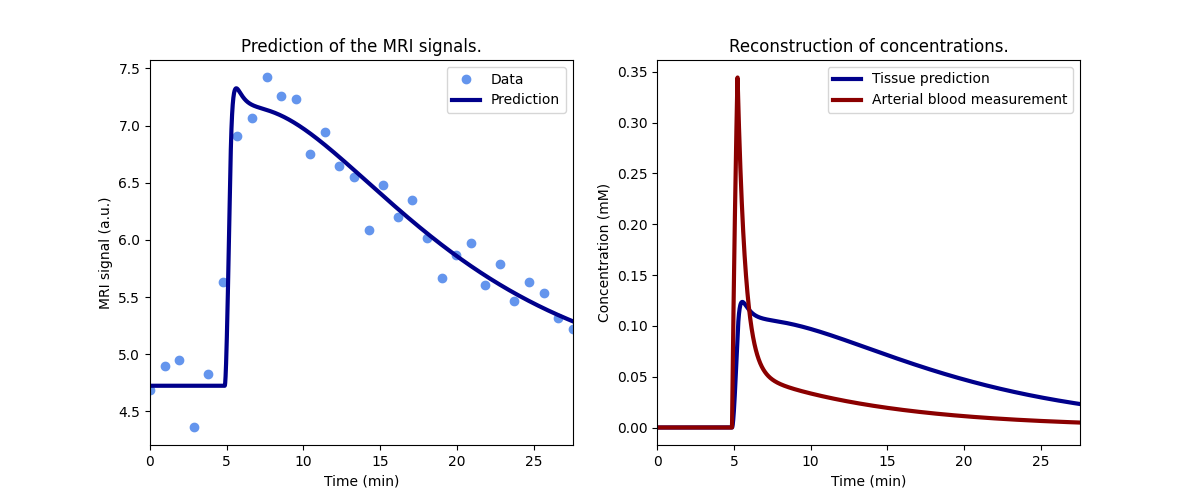 Prediction of the MRI signals.
7.5
7.0
6.5
6.0
5.5
5.0
4.5
MRI signal (a.u.)
0
5
10
15
20
25
Time (min)
Data
Prediction
Reconstruction of concentrations.
0.35
0.30
0.25
0.20
0.15
0.10
0.05
0.00
Concentration (mM)
0
5
10
15
20
25
Time (min)
Tissue prediction
Arterial blood measurement